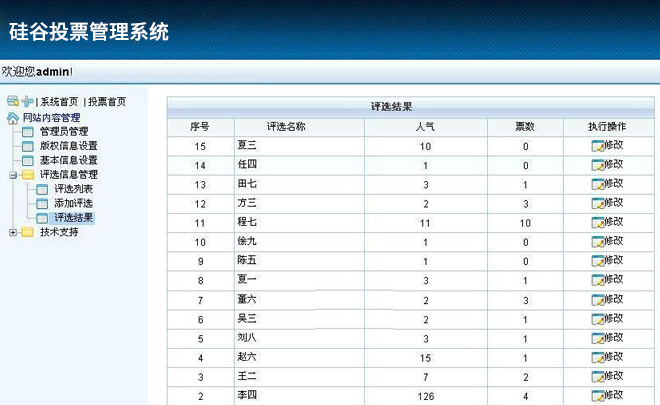 硅谷投票管理系统
欢迎您admin!
| 系统首页 | 投票首页
网站内容管理
管理员管理
版权信息设置
基本信息设置
评选信息管理
评选列表
添加评选
评选结果
技术支持
评选结果
序号 评选名称 人气 票数 执行操作
15 夏三 10 0 修改
14 任四 1 0 修改
13 田七 3 1 修改
12 方三 2 3 修改
11 程七 11 10 修改
10 徐九 1 0 修改
9 陈五 1 0 修改
8 夏一 3 1 修改
7 董六 2 3 修改
6 吴三 2 1 修改
5 刘八 3 1 修改
4 赵六 15 1 修改
3 王二 7 2 修改
2 李四 126 4 修改